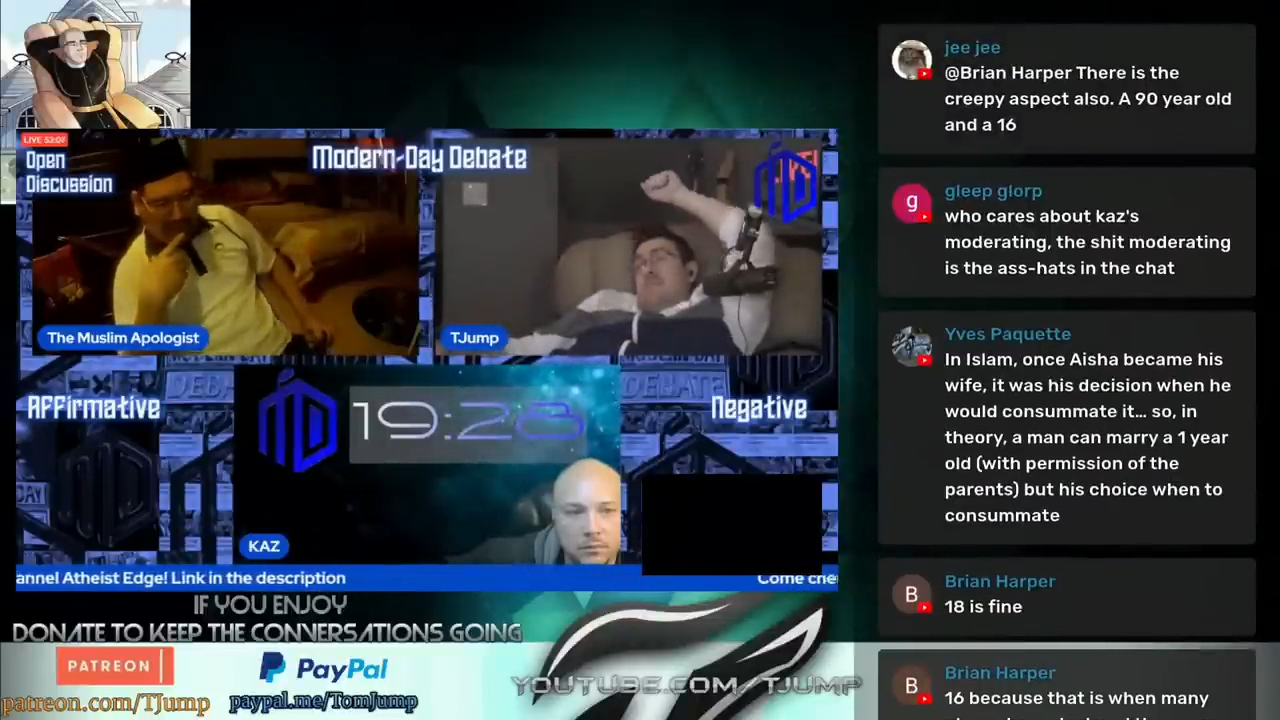 LIVE 53:07
Open
Discussion
Modern-Day Debate
The Muslim Apologist
TJump
Affirmative
19:28
Negative
KAZ
annel Atheist Edge! Link in the description
Come che
IF YOU ENJOY
DONATE TO KEEP THE CONVERSATIONS GOING
PATREON
PayPal
patreon.com/TJump
paypal.me/TomJump
YOUTUBE.COM/TJUMP
jee jee
@Brian Harper There is the
creepy aspect also. A 90 year old
and a 16
g
gleep glorp
who cares about kaz's
moderating, the shit moderating
is the ass-hats in the chat
Yves Paquette
In Islam, once Aisha became his
wife, it was his decision when he
would consummate it... so, in
theory, a man can marry a 1 year
old (with permission of the
parents) but his choice when to
consummate
B
Brian Harper
18 is fine
B
Brian Harper
16 because that is when many